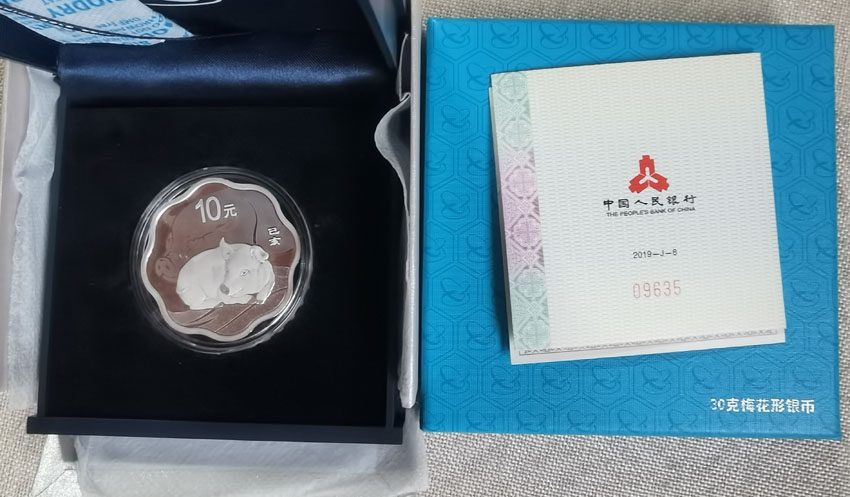 10元
己亥
中国人民银行
THE PEOPLE'S BANK OF CHINA
2019-J-8
09635
30克梅花形银币